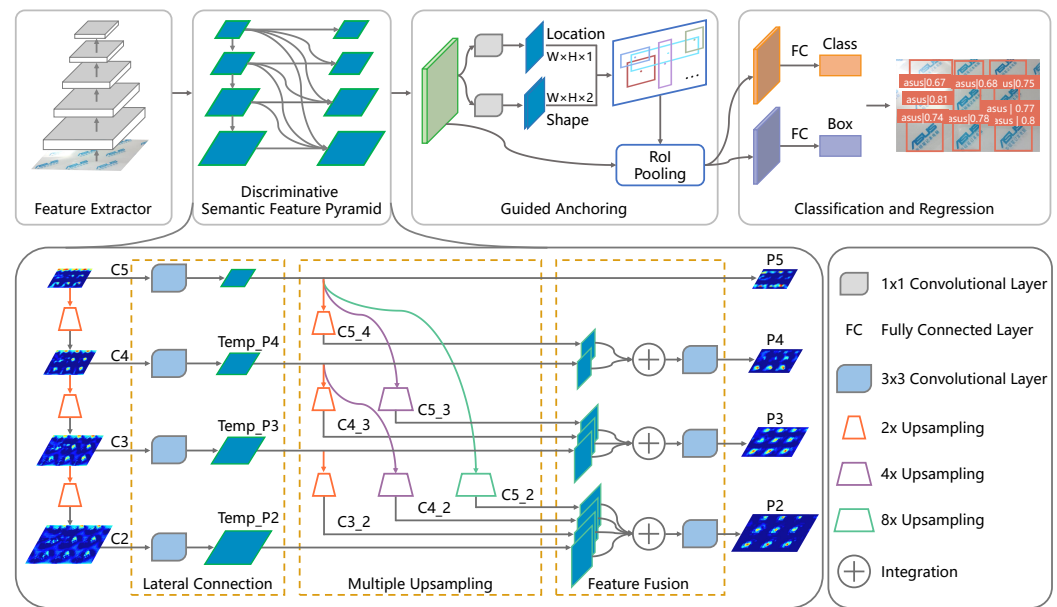 Feature Extractor
Discriminative
Semantic Feature Pyramid
Location
W×H×1
W×H×2
Shape
RoI
Pooling
Guided Anchoring
FC
Class
FC
Box
asus|0.67
asus|0.68
us|0.75
asus|0.81
asus | 0.77
asus|0.74
asus|0.78
asus | 0.8
Classification and Regression
C5
C4
C3
C2
Temp_P4
Temp_P3
Temp_P2
Lateral Connection
C5_4
C5_3
C4_3
C5_2
C4_2
C3_2
Multiple Upsampling
Feature Fusion
P5
P4
P3
P2
1x1 Convolutional Layer
FC
Fully Connected Layer
3x3 Convolutional Layer
2x Upsampling
4x Upsampling
8x Upsampling
Integration